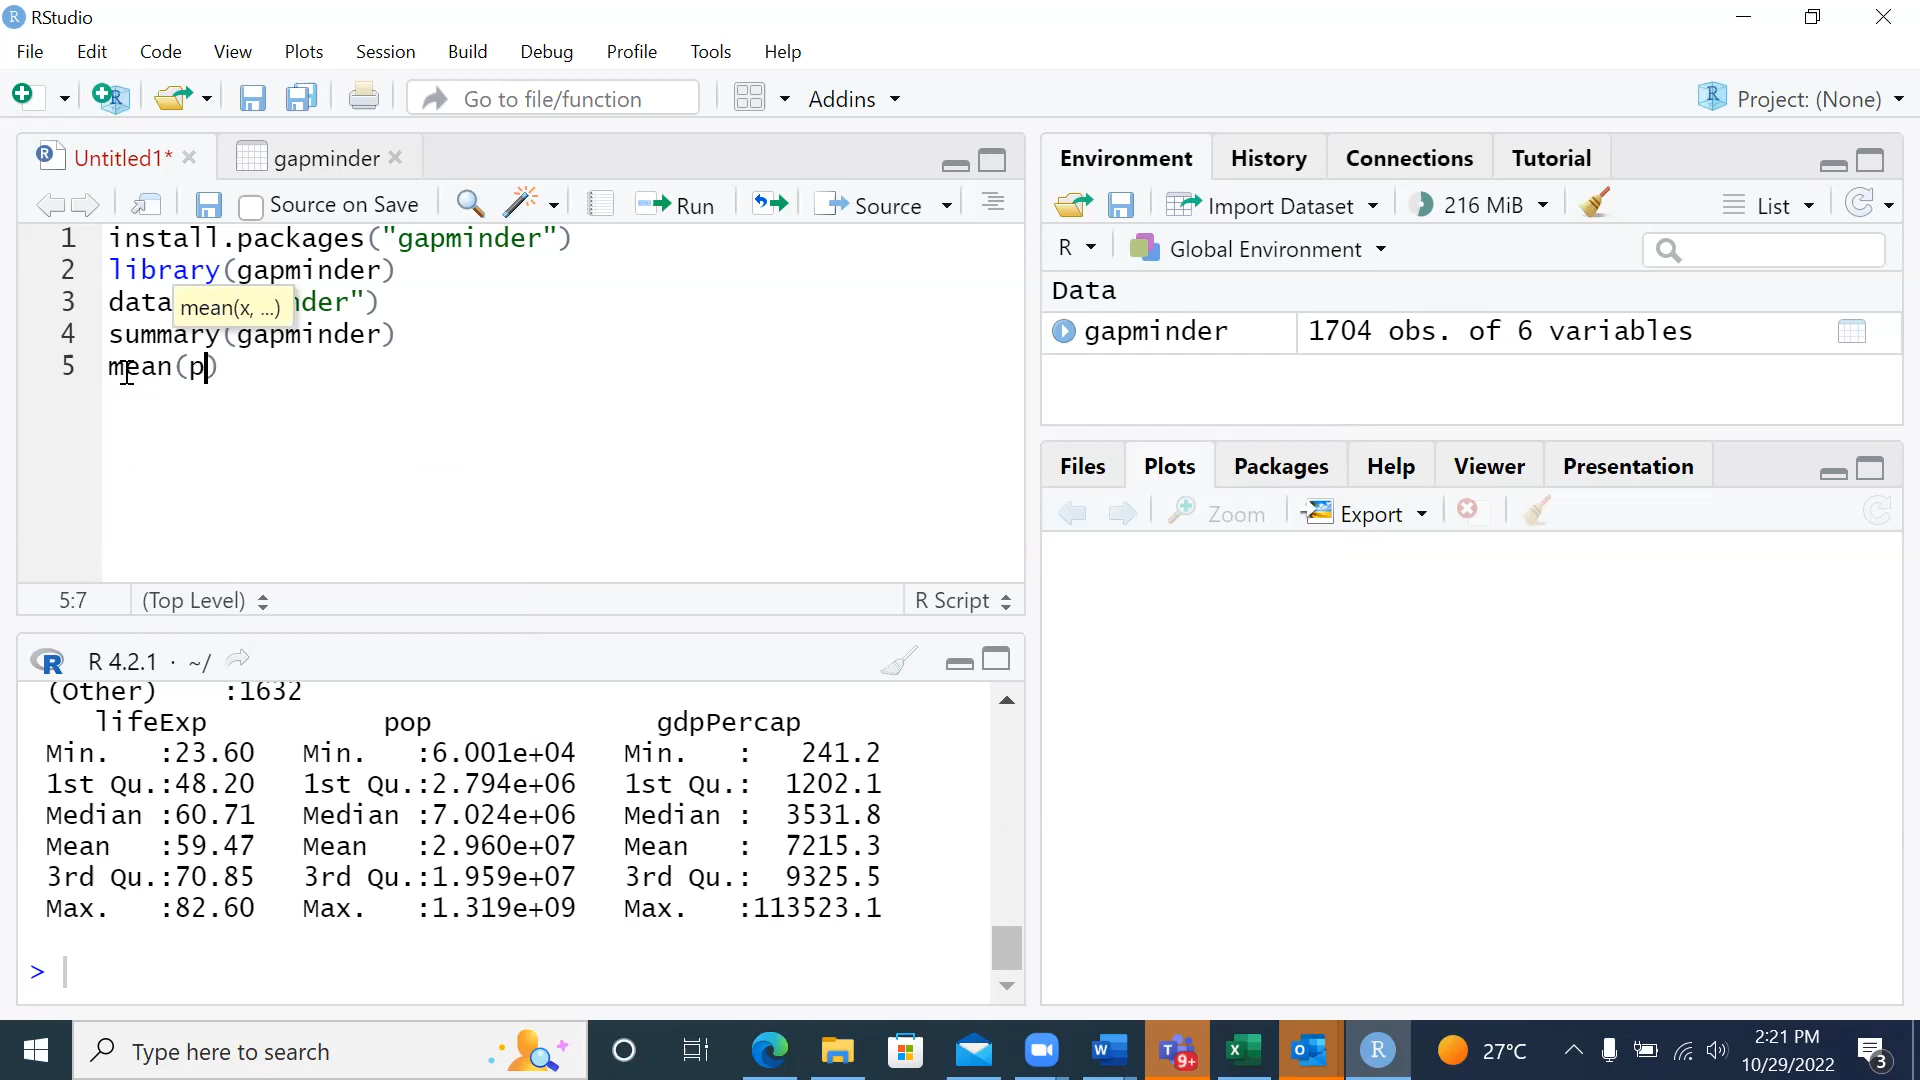 RStudio
File Edit Code View Plots Session Build Debug Profile Tools Help
Go to file/function Addins Project: (None)
Untitled1* gapminder
Source on Save Run Source
1 install.packages("gapminder")
2 library(gapminder)
3 data nder")
mean(x, ...)
4 summary(gapminder)
5 mean(p)
5:7 (Top Level) R Script
R 4.2.1 · ~/
(Other) :1632
lifeExp pop gdpPercap
Min. :23.60 Min. :6.001e+04 Min. : 241.2
1st Qu.:48.20 1st Qu.:2.794e+06 1st Qu.: 1202.1
Median :60.71 Median :7.024e+06 Median : 3531.8
Mean :59.47 Mean :2.960e+07 Mean : 7215.3
3rd Qu.:70.85 3rd Qu.:1.959e+07 3rd Qu.: 9325.5
Max. :82.60 Max. :1.319e+09 Max. :113523.1
>
Environment History Connections Tutorial
Import Dataset 216 MiB List
R Global Environment
Data
gapminder 1704 obs. of 6 variables
Files Plots Packages Help Viewer Presentation
Zoom Export
Type here to search
9+
27°C
2:21 PM
10/29/2022
3